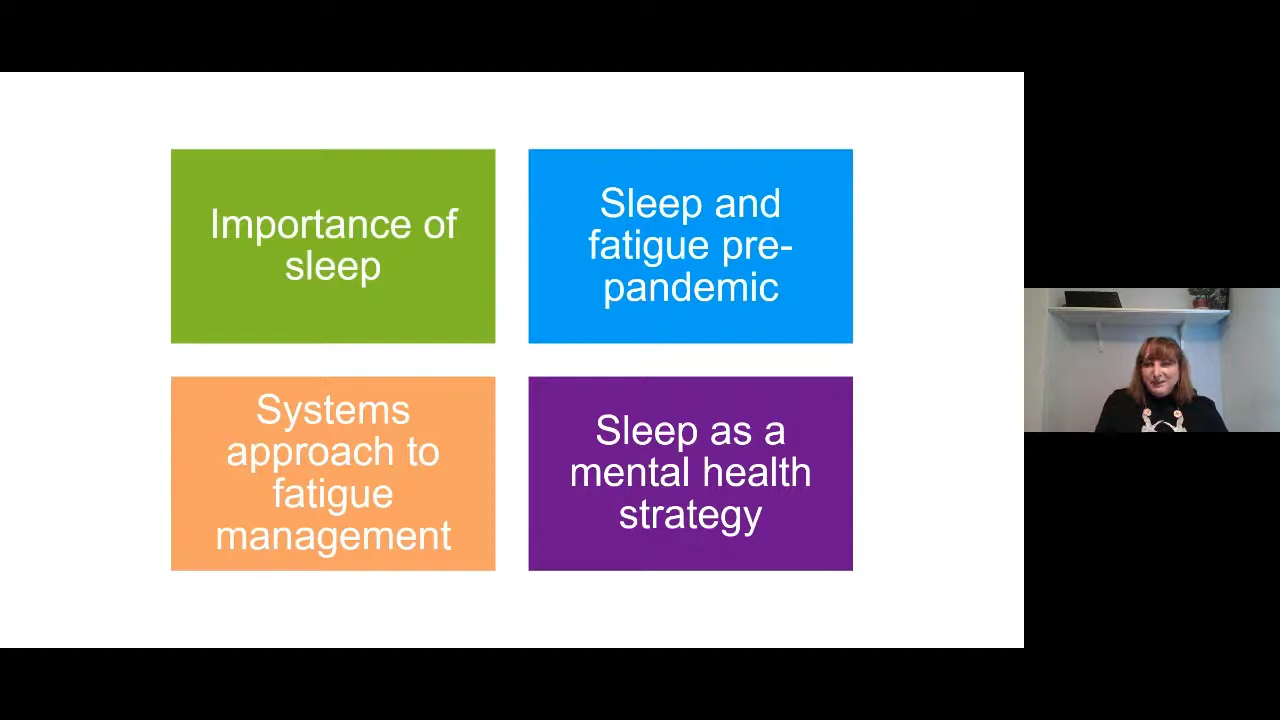 Importance of
sleep
Sleep and
fatigue pre-
pandemic
Systems
approach to
fatigue
management
Sleep as a
mental health
strategy